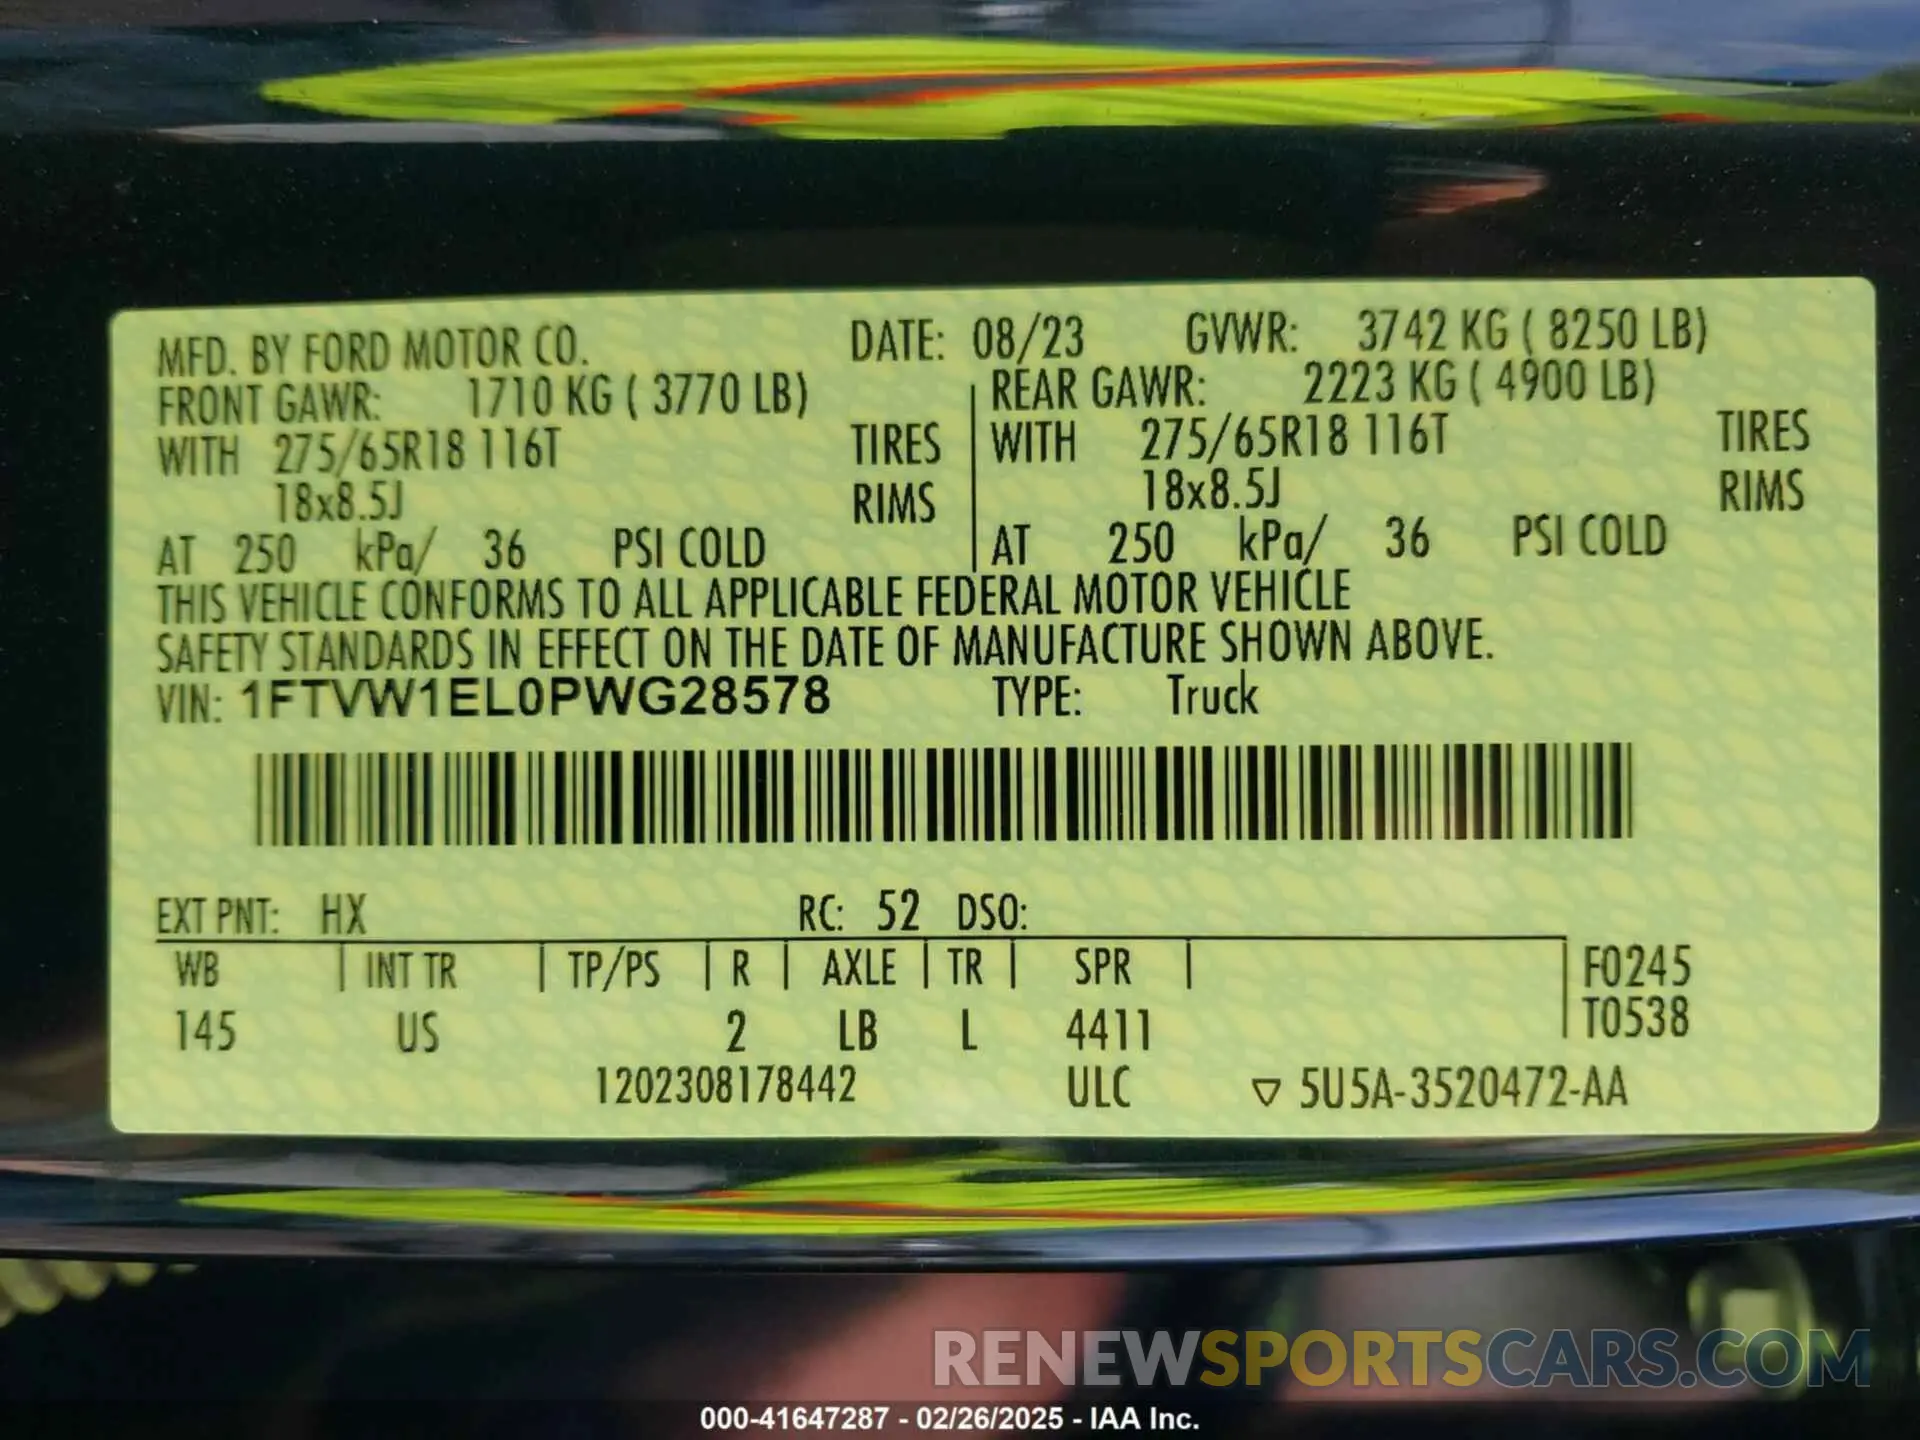 MFD. BY FORD MOTOR CO. DATE: 08/23 GVWR: 3742 KG ( 8250 LB)
FRONT GAWR: 1710 KG ( 3770 LB) REAR GAWR: 2223 KG ( 4900 LB)
WITH 275/65R18 116T TIRES WITH 275/65R18 116T TIRES
18x8.5J RIMS 18x8.5J RIMS
AT 250 kPa/ 36 PSI COLD AT 250 kPa/ 36 PSI COLD
THIS VEHICLE CONFORMS TO ALL APPLICABLE FEDERAL MOTOR VEHICLE
SAFETY STANDARDS IN EFFECT ON THE DATE OF MANUFACTURE SHOWN ABOVE.
VIN: 1FTVW1EL0PWG28578 TYPE: Truck
EXT PNT: HX RC: 52 DSO:
WB INT TR TP/PS R AXLE TR SPR F0245
T0538
145 US 2 LB L 4411
1202308178442 ULC ▽ 5U5A-3520472-AA
RENEWSPORTSCARS.COM
000-41647287 - 02/26/2025 - IAA Inc.